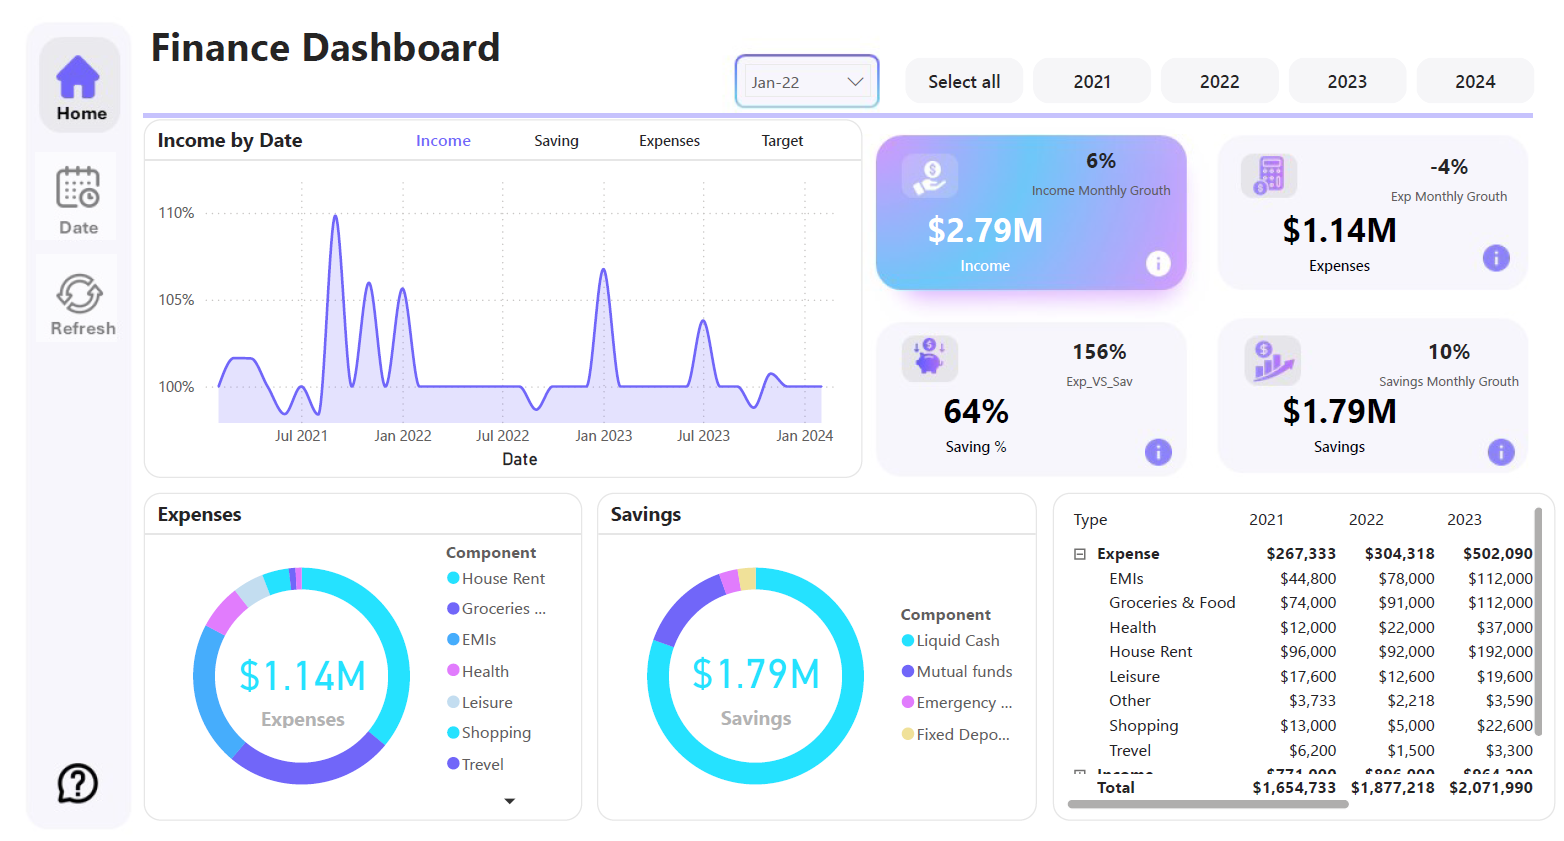 Finance Dashboard
Home
Date
Refresh
Jan-22
Select all
2021
2022
2023
2024
Income by Date
Income
Saving
Expenses
Target
110%
105%
100%
Jul 2021
Jan 2022
Jul 2022
Jan 2023
Jul 2023
Jan 2024
Date
6%
Income Monthly Grouth
$2.79M
Income
-4%
Exp Monthly Grouth
$1.14M
Expenses
156%
Exp_VS_Sav
64%
Saving %
10%
Savings Monthly Grouth
$1.79M
Savings
Expenses
$1.14M
Expenses
Component
House Rent
Groceries ...
EMIs
Health
Leisure
Shopping
Trevel
Savings
$1.79M
Savings
Component
Liquid Cash
Mutual funds
Emergency ...
Fixed Depo...
Type 2021 2022 2023
Expense $267,333 $304,318 $502,090
EMIs $44,800 $78,000 $112,000
Groceries & Food $74,000 $91,000 $112,000
Health $12,000 $22,000 $37,000
House Rent $96,000 $92,000 $192,000
Leisure $17,600 $12,600 $19,600
Other $3,733 $2,218 $3,590
Shopping $13,000 $5,000 $22,600
Trevel $6,200 $1,500 $3,300
Income
Total $1,654,733 $1,877,218 $2,071,990